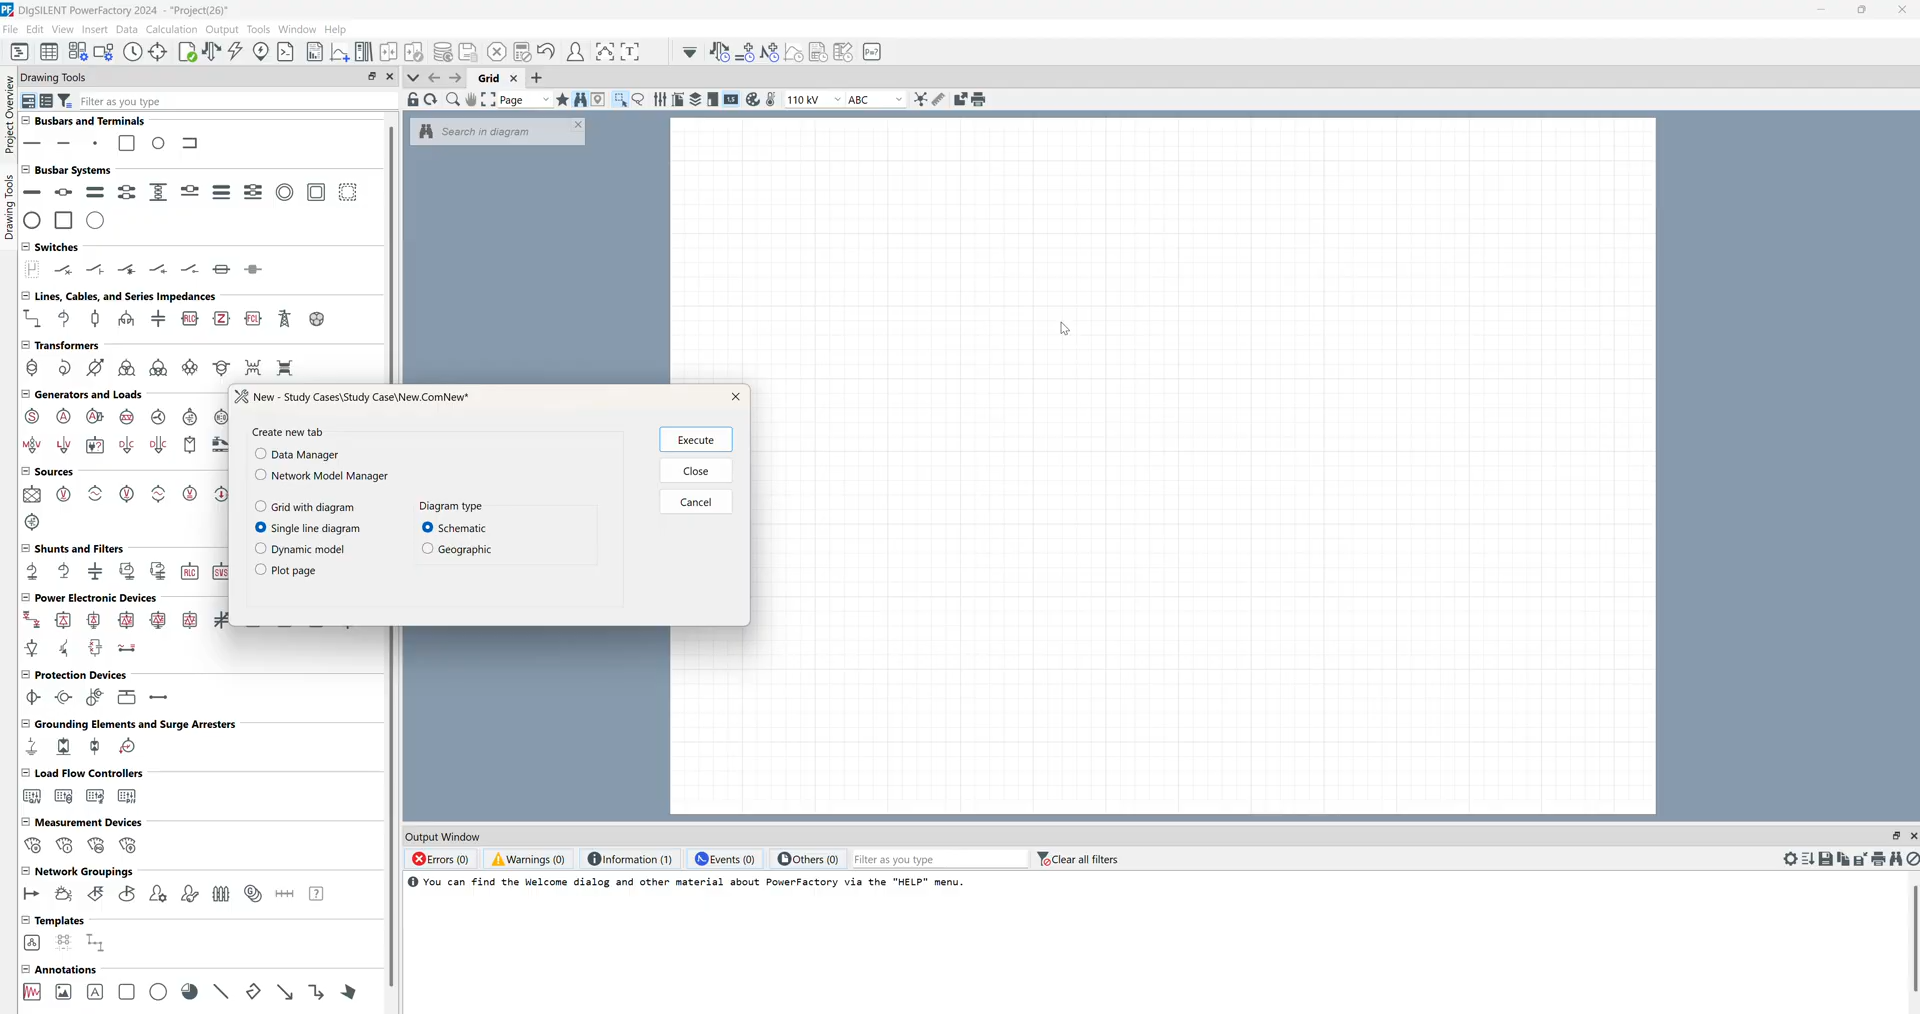 DIgSILENT PowerFactory 2024 - "Project(26)"
File Edit View Insert Data Calculation Output Tools Window Help
Drawing Tools
Grid
Filter as you type
Page
110 kV
ABC
Project Overview
Drawing Tools
Search in diagram
Busbars and Terminals
Busbar Systems
Switches
Lines, Cables, and Series Impedances
Transformers
Generators and Loads
Sources
Shunts and Filters
Power Electronic Devices
Protection Devices
Grounding Elements and Surge Arresters
Load Flow Controllers
Measurement Devices
Network Groupings
Templates
Annotations
New - Study Cases\Study Case\New.ComNew*
Create new tab
Data Manager
Network Model Manager
Grid with diagram
Single line diagram
Dynamic model
Plot page
Diagram type
Schematic
Geographic
Execute
Close
Cancel
Output Window
Errors (0) Warnings (0) Information (1) Events (0) Others (0) Filter as you type Clear all filters
You can find the Welcome dialog and other material about PowerFactory via the "HELP" menu.